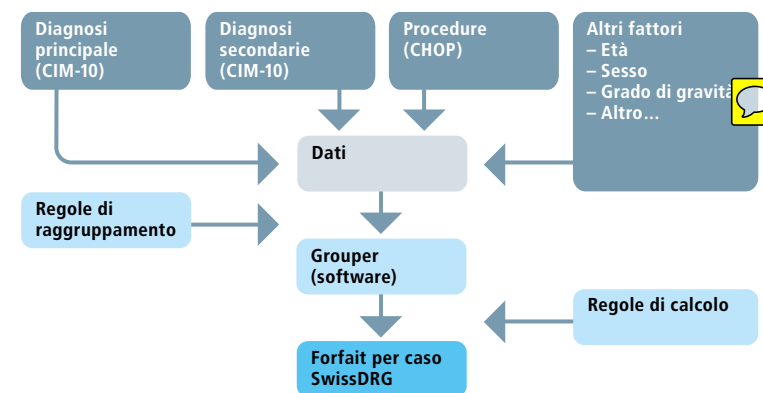 Diagnosi
principale
(CIM-10)
Diagnosi
secondarie
(CIM-10)
Procedure
(CHOP)
Altri fattori
– Età
– Sesso
– Grado di gravità
– Altro…
Dati
Regole di
raggruppamento
Grouper
(software)
Regole di calcolo
Forfait per caso
SwissDRG